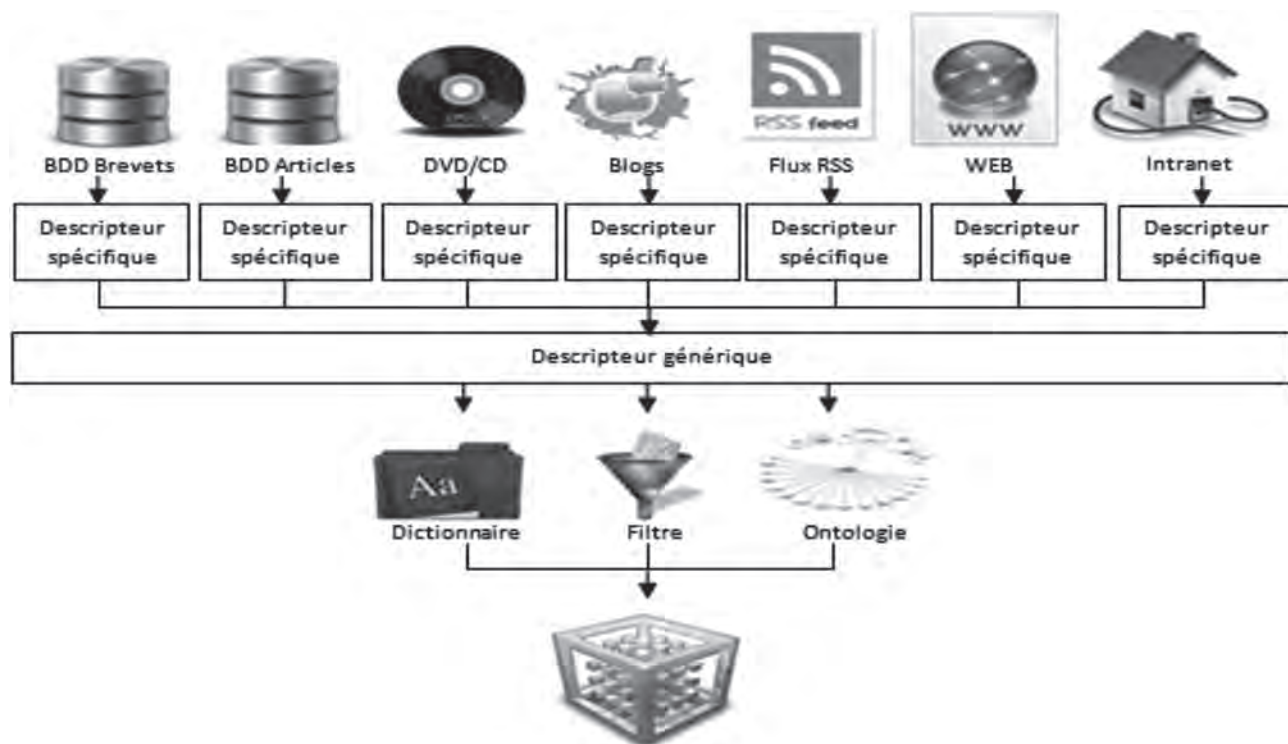 RSS feed
WWW
BDD Brevets
BDD Articles
DVD/CD
Blogs
Flux RSS
WEB
Intranet
Descripteur
spécifique
Descripteur
spécifique
Descripteur
spécifique
Descripteur
spécifique
Descripteur
spécifique
Descripteur
spécifique
Descripteur
spécifique
Descripteur générique
Aa
Dictionnaire
Filtre
Ontologie